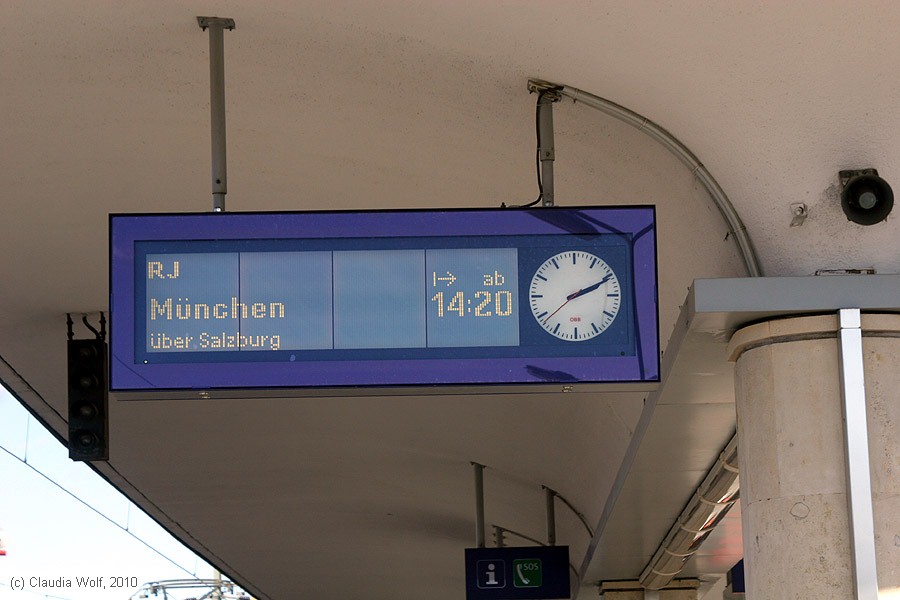 RJ
München
über Salzburg
ab
14:20
ÖBB
i
SOS
(c) Claudia Wolf, 2010